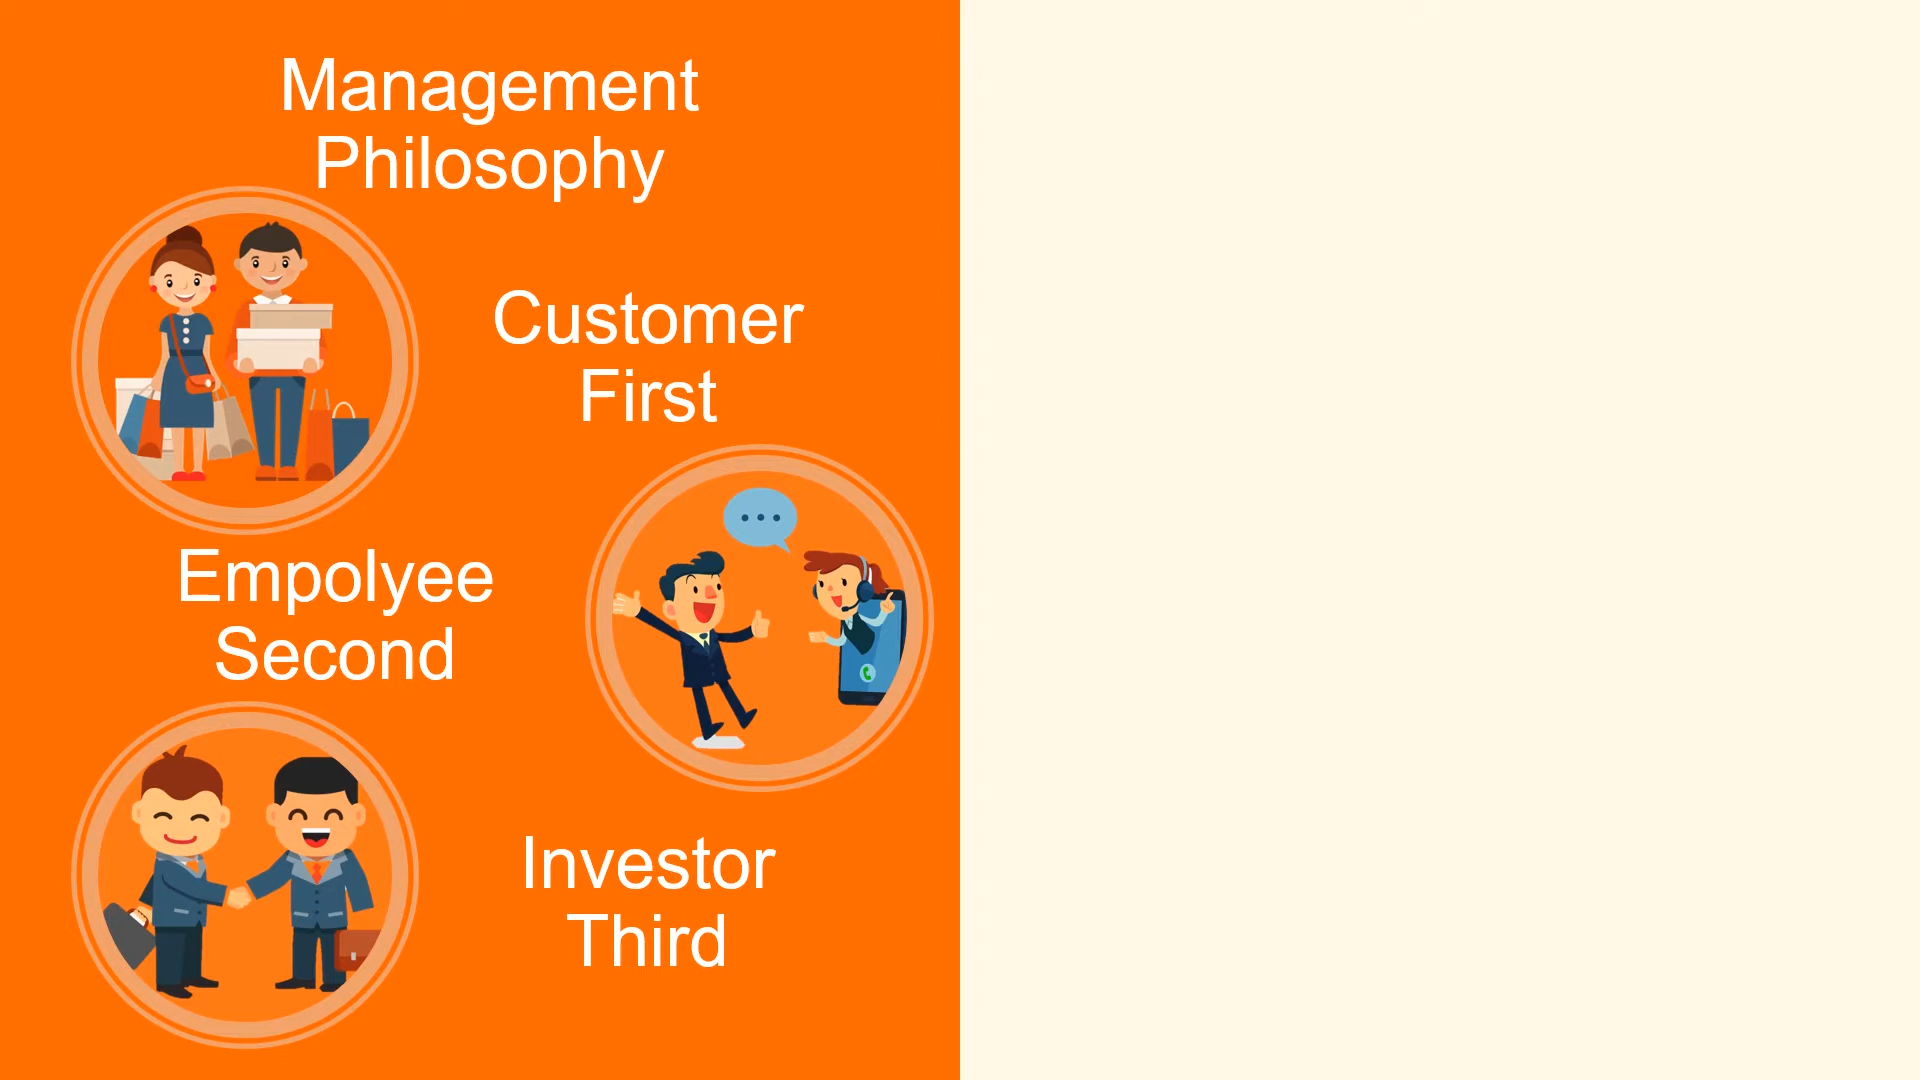 Management
Philosophy
Customer
First
Empolyee
Second
Investor
Third